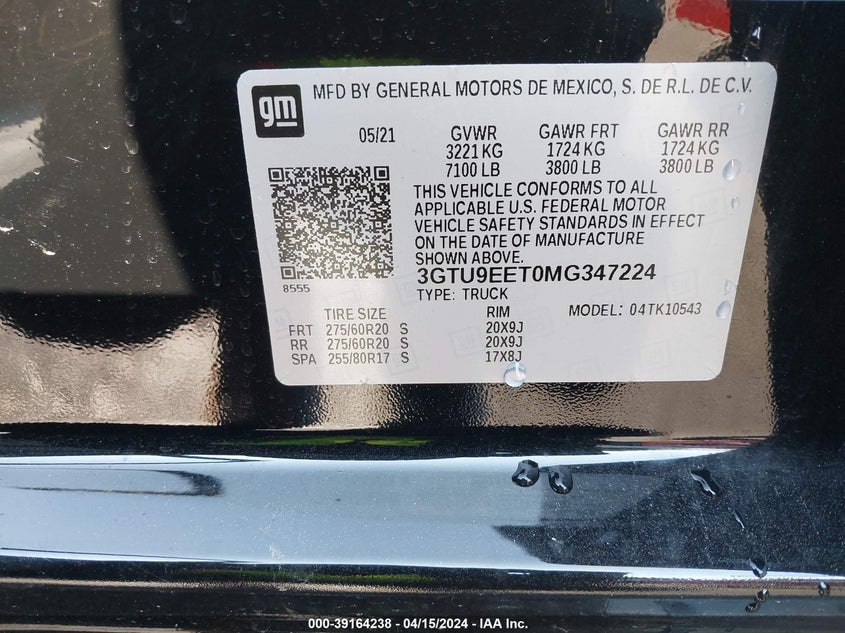 gm
MFD BY GENERAL MOTORS DE MEXICO, S. DE R.L. DE C.V.
05/21 GVWR GAWR FRT GAWR RR
3221 KG 1724 KG 1724 KG
7100 LB 3800 LB 3800 LB
THIS VEHICLE CONFORMS TO ALL
APPLICABLE U.S. FEDERAL MOTOR
VEHICLE SAFETY STANDARDS IN EFFECT
ON THE DATE OF MANUFACTURE
SHOWN ABOVE.
3GTU9EET0MG347224
8555
TYPE: TRUCK
TIRE SIZE RIM MODEL: 04TK10543
FRT 275/60R20 S 20X9J
RR 275/60R20 S 20X9J
SPA 255/80R17 S 17X8J
000-39164238 - 04/15/2024 - IAA Inc.